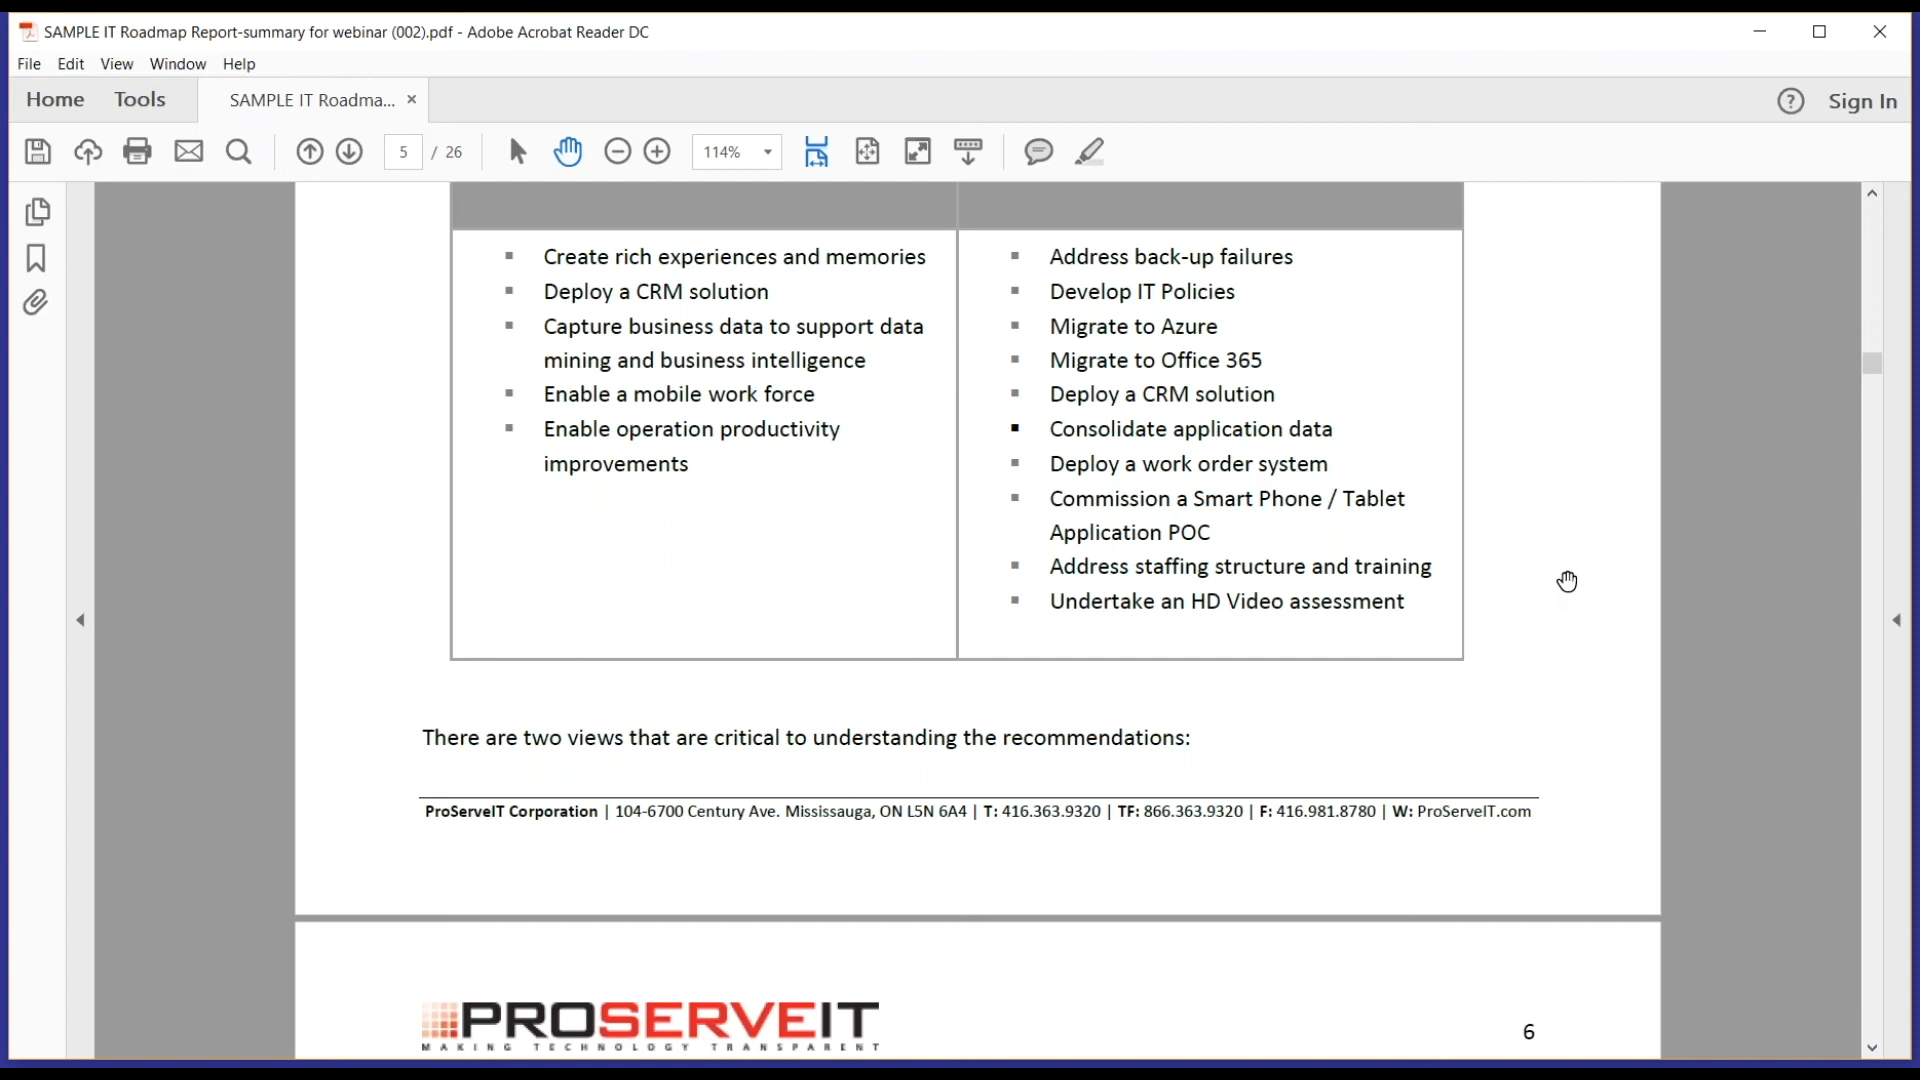 SAMPLE IT Roadmap Report-summary for webinar (002).pdf - Adobe Acrobat Reader DC
File Edit View Window Help
Home Tools SAMPLE IT Roadma... × ? Sign In
5 / 26 114%
Create rich experiences and memories
Deploy a CRM solution
Capture business data to support data
mining and business intelligence
Enable a mobile work force
Enable operation productivity
improvements
Address back-up failures
Develop IT Policies
Migrate to Azure
Migrate to Office 365
Deploy a CRM solution
Consolidate application data
Deploy a work order system
Commission a Smart Phone / Tablet
Application POC
Address staffing structure and training
Undertake an HD Video assessment
There are two views that are critical to understanding the recommendations:
ProServeIT Corporation | 104-6700 Century Ave. Mississauga, ON L5N 6A4 | T: 416.363.9320 | TF: 866.363.9320 | F: 416.981.8780 | W: ProServeIT.com
PROSERVEIT
MAKING TECHNOLOGY TRANSPARENT
6